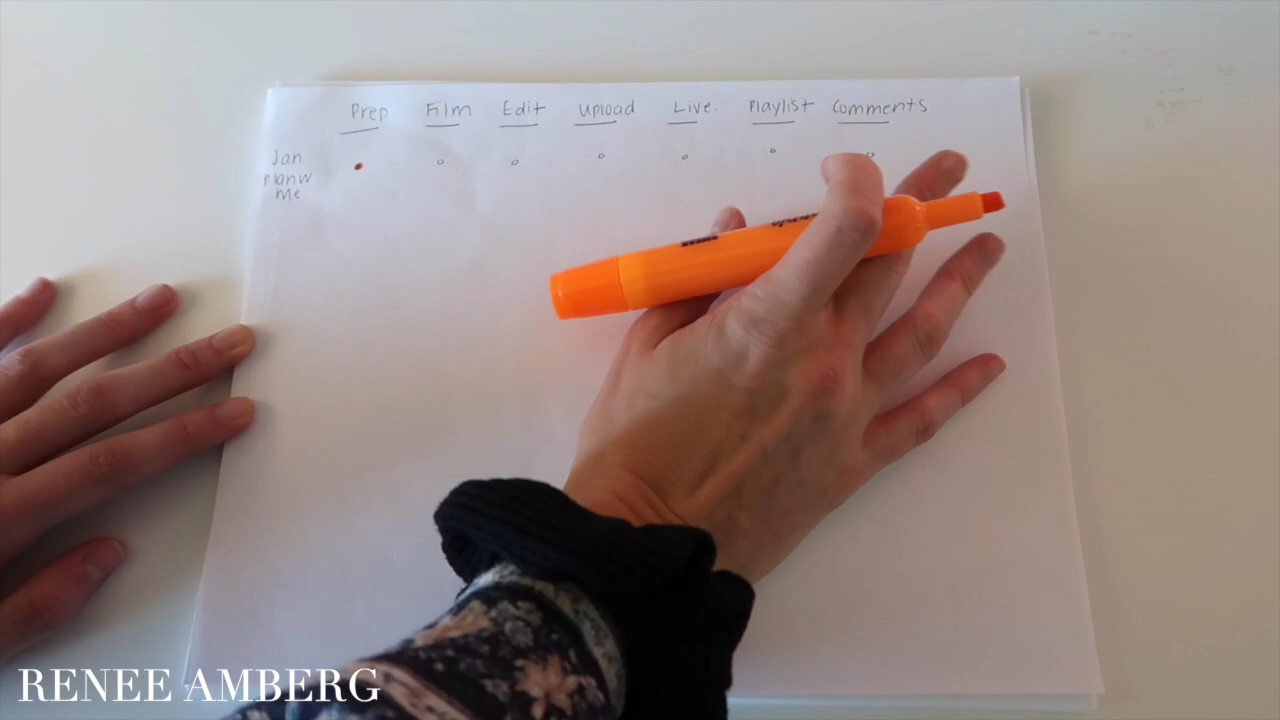 Prep Film Edit Upload Live. Playlist Comments
Jan
planw
Me
RENEE AMBERG